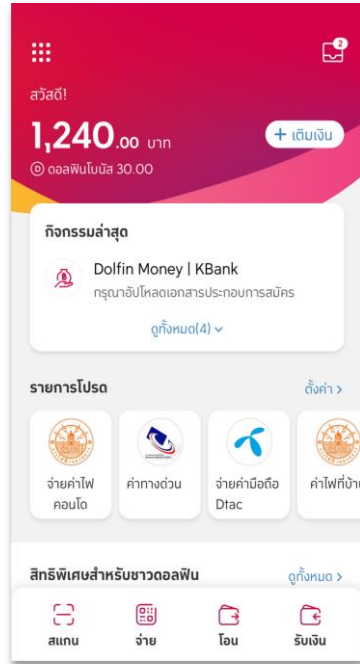 2
สวัสดี!
1,240.00 บาท
+ เติมเงิน
D ดอลฟินโบนัส 30.00
กิจกรรมล่าสุด
Dolfin Money | KBank
กรุณาอัปโหลดเอกสารประกอบการสมัคร
ดูทั้งหมด(4)
รายการโปรด
ตั้งค่า >
จ่ายค่าไฟ
คอนโด
ค่าทางด่วน
จ่ายค่ามือถือ
Dtac
ค่าไฟที่บ้า
สิทธิพิเศษสำหรับชาวดอลฟิน
ดูทั้งหมด >
สแกน
จ่าย
โอน
รับเงิน